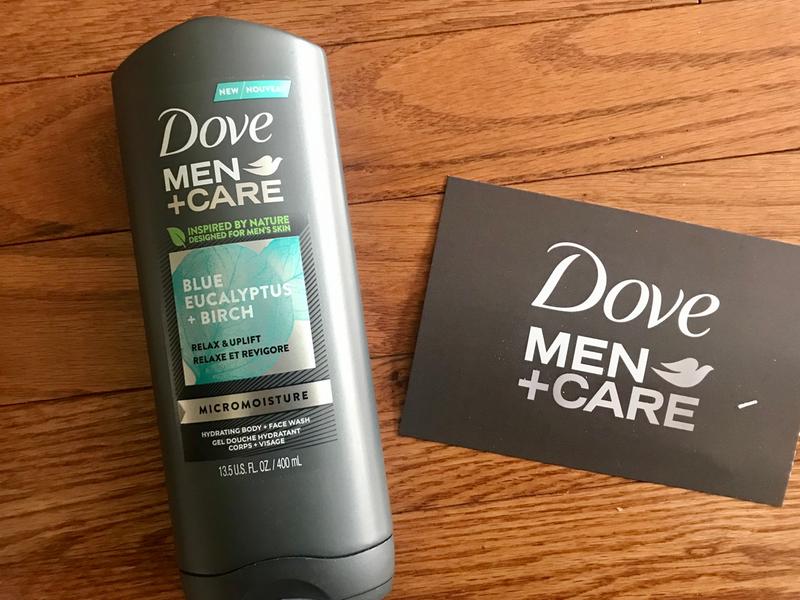 NEW / NOUVEAU
Dove
MEN
+CARE
INSPIRED BY NATURE
DESIGNED FOR MEN'S SKIN
BLUE
EUCALYPTUS
+ BIRCH
RELAX & UPLIFT
RELAXE ET REVIGORE
MICROMOISTURE
HYDRATING BODY + FACE WASH
GEL DOUCHE HYDRATANT
CORPS + VISAGE
13.5 U.S. FL. OZ. / 400 mL
Dove
MEN
+CARE